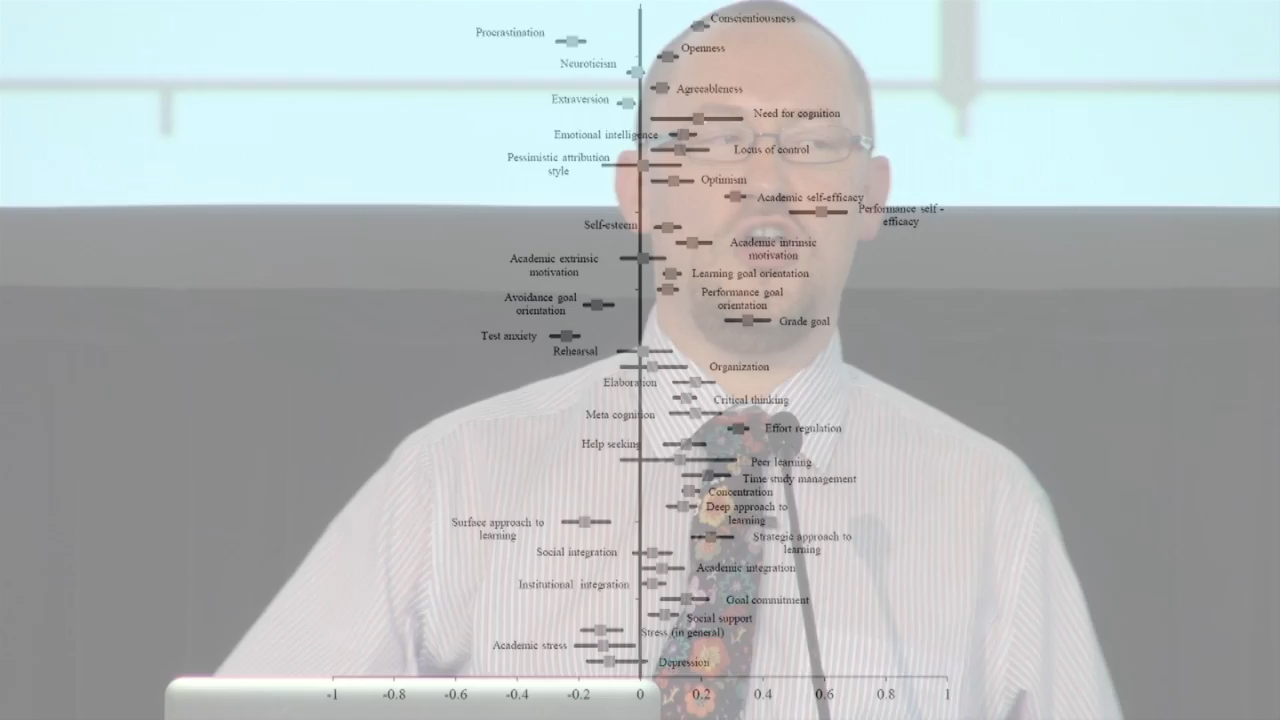 Conscientiousness
Procrastination
Openness
Neuroticism
Agreeableness
Extraversion
Need for cognition
Emotional intelligence
Locus of control
Pessimistic attribution
style
Optimism
Academic self-efficacy
Performance self -
efficacy
Self-esteem
Academic intrinsic
motivation
Academic extrinsic
motivation
Learning goal orientation
Performance goal
orientation
Avoidance goal
orientation
Grade goal
Test anxiety
Rehearsal
Organization
Elaboration
Critical thinking
Meta cognition
Effort regulation
Help seeking
Peer learning
Time study management
Concentration
Deep approach to
learning
Surface approach to
learning
Strategic approach to
learning
Social integration
Academic integration
Institutional integration
Goal commitment
Social support
Stress (in general)
Academic stress
Depression
-1 -0.8 -0.6 -0.4 -0.2 0 0.2 0.4 0.6 0.8 1